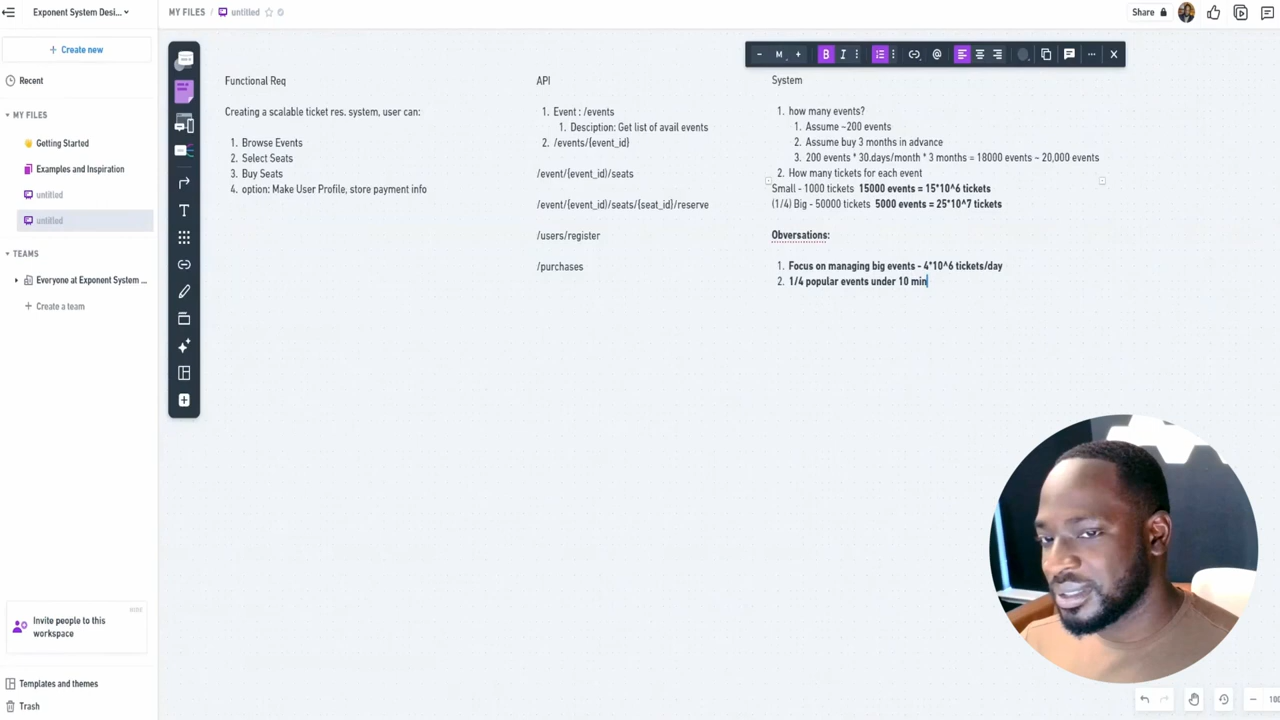 Exponent System Desi...
MY FILES / untitled
Share
+ Create new
Recent
MY FILES
Getting Started
Examples and Inspiration
untitled
untitled
TEAMS
Everyone at Exponent System ...
+ Create a team
HIDE
Invite people to this
workspace
Templates and themes
Trash
− M +
B I
@
Functional Req
Creating a scalable ticket res. system, user can:
1. Browse Events
2. Select Seats
3. Buy Seats
4. option: Make User Profile, store payment info
API
1. Event : /events
1. Desciption: Get list of avail events
2. /events/{event_id}
/event/{event_id}/seats
/event/{event_id}/seats/{seat_id}/reserve
/users/register
/purchases
System
1. how many events?
1. Assume ~200 events
2. Assume buy 3 months in advance
3. 200 events * 30.days/month * 3 months = 18000 events ~ 20,000 events
2. How many tickets for each event
Small - 1000 tickets 15000 events = 15*10^6 tickets
(1/4) Big - 50000 tickets 5000 events = 25*10^7 tickets
Obversations:
1. Focus on managing big events - 4*10^6 tickets/day
2. 1/4 popular events under 10 min
− 100